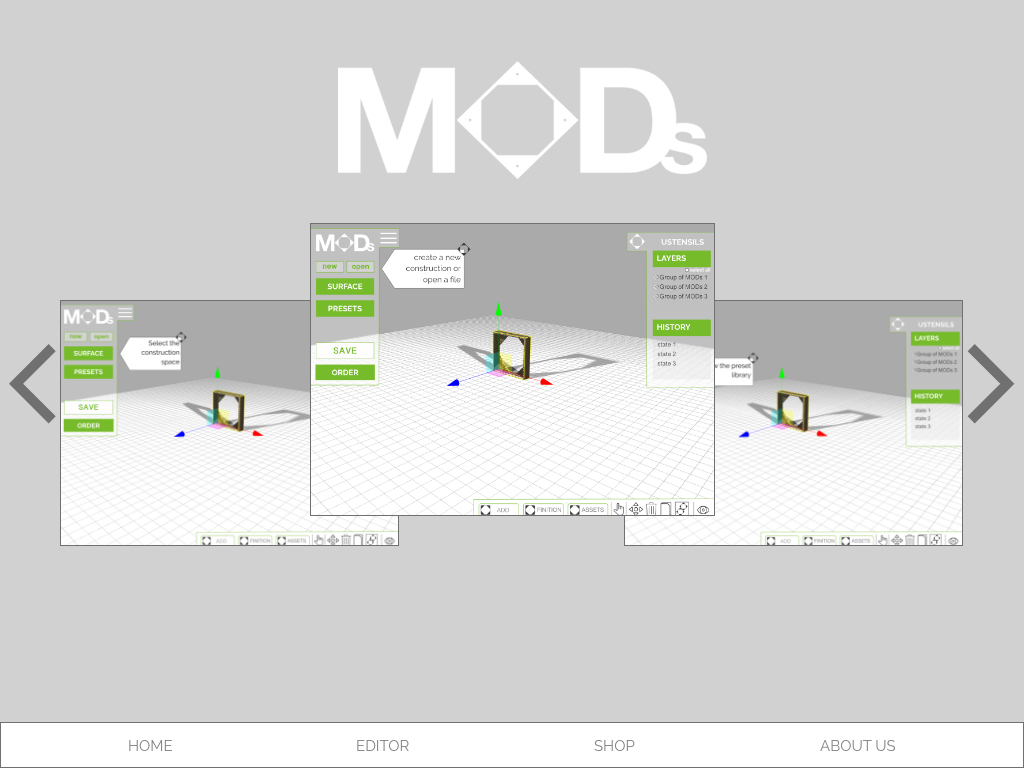 MODs
MODs
new open
SURFACE
PRESETS
SAVE
ORDER
create a new
construction or
open a file
USTENSILS
LAYERS
select all
Group of MODs 1
Group of MODs 2
Group of MODs 3
HISTORY
state 1
state 2
state 3
ADD FINITION ASSETS
MODs
new open
SURFACE
PRESETS
SAVE
ORDER
Select the
construction
space
ADD FINITION ASSETS
the preset
library
USTENSILS
LAYERS
Group of MODs 1
Group of MODs 2
Group of MODs 3
HISTORY
state 1
state 2
state 3
ADD FINITION ASSETS
HOME EDITOR SHOP ABOUT US